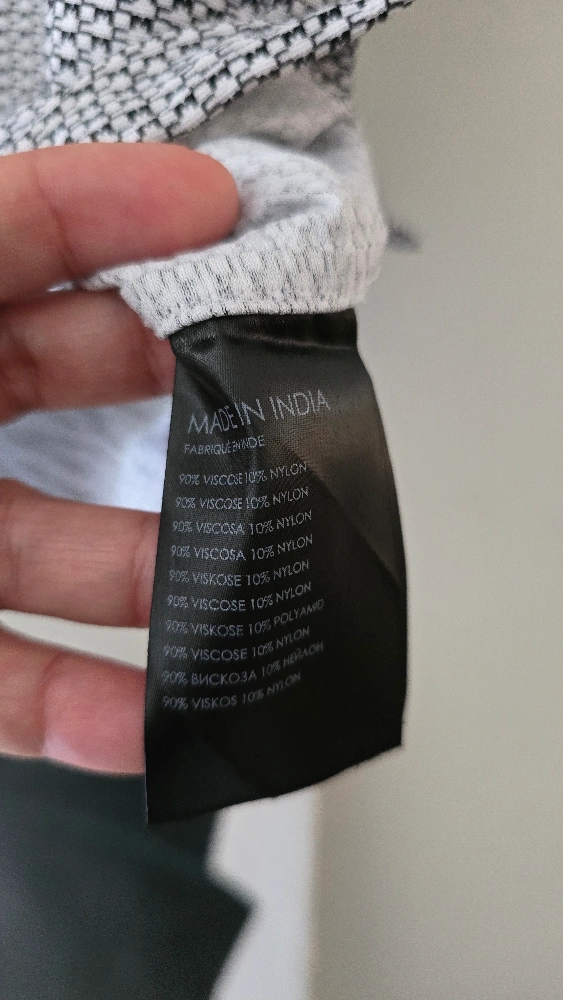 MADE IN INDIA
FABRIQUÉ EN INDE
90% VISCOSE 10% NYLON
90% VISCOSE 10% NYLON
90% VISCOSA 10% NYLON
90% VISCOSA 10% NYLON
90% VISKOSE 10% NYLON
90% VISCOSE 10% NYLON
90% VISKOSE 10% POLYAMID
90% VISCOSE 10% NYLON
90% ВИСКОЗА 10% НЕЙЛОН
90% VISKOS 10% NYLON